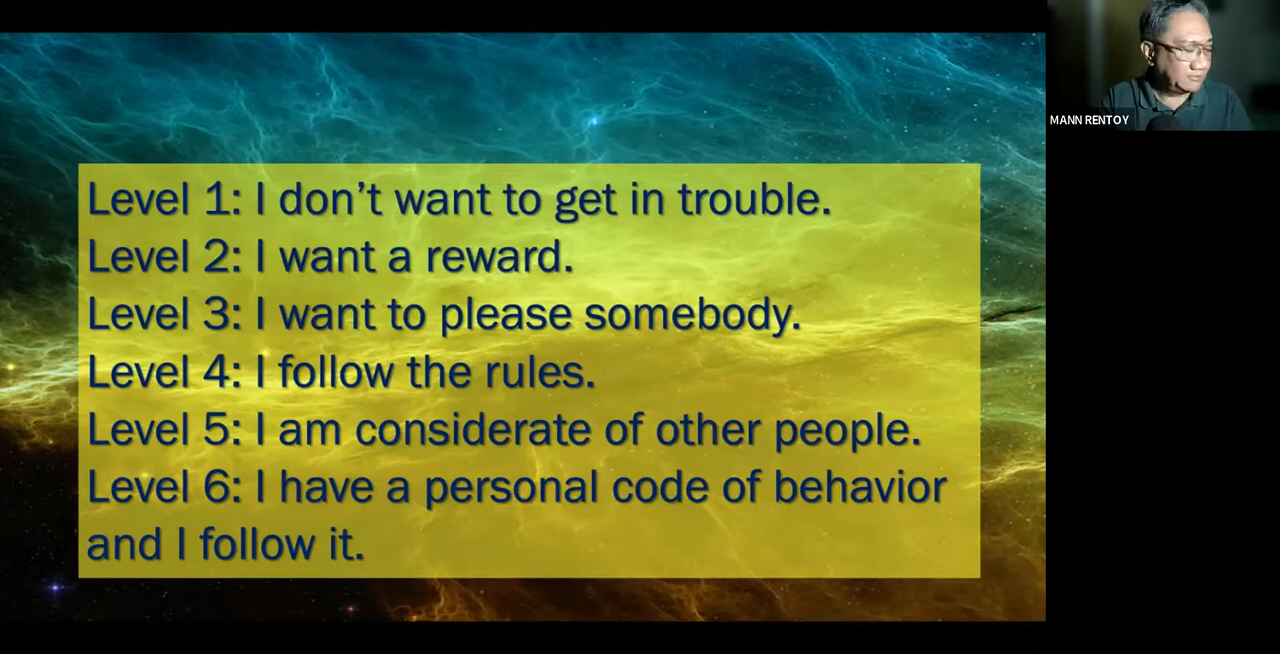 Level 1: I don’t want to get in trouble.
Level 2: I want a reward.
Level 3: I want to please somebody.
Level 4: I follow the rules.
Level 5: I am considerate of other people.
Level 6: I have a personal code of behavior
and I follow it.
MANN RENTOY